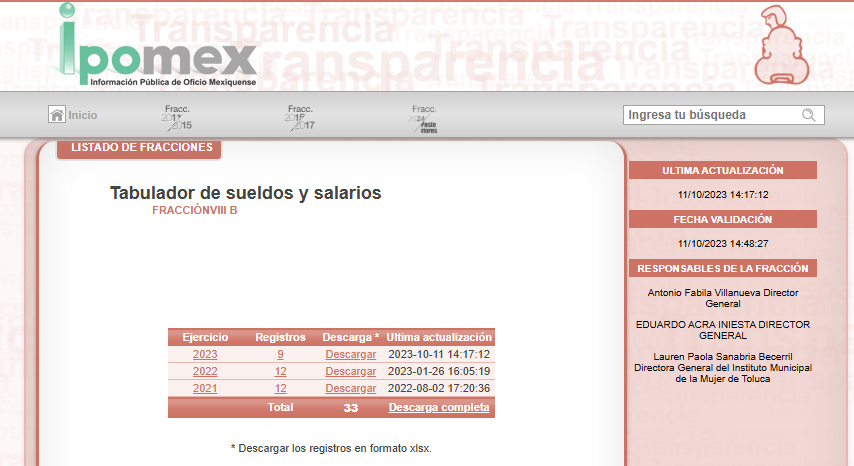 Transparencia
Transparencia
Transparencia
Transparencia
ipomex
Información Pública de Oficio Mexiquense
Inicio
Fracc.
2011
2015
Fracc.
2017
Fracc.
2024
Poste
riores
Ingresa tu búsqueda
LISTADO DE FRACCIONES
Tabulador de sueldos y salarios
FRACCIÓNVIII B
Ejercicio Registros Descarga * Ultima actualización
2023 9 Descargar 2023-10-11 14:17:12
2022 12 Descargar 2023-01-26 16:05:19
2021 12 Descargar 2022-08-02 17:20:36
Total 33 Descarga completa
* Descargar los registros en formato xlsx.
ULTIMA ACTUALIZACIÓN
11/10/2023 14:17:12
FECHA VALIDACIÓN
11/10/2023 14:48:27
RESPONSABLES DE LA FRACCIÓN
Antonio Fabila Villanueva Director
General
EDUARDO ACRA INIESTA DIRECTOR
GENERAL
Lauren Paola Sanabria Becerril
Directora General del Instituto Municipal
de la Mujer de Toluca